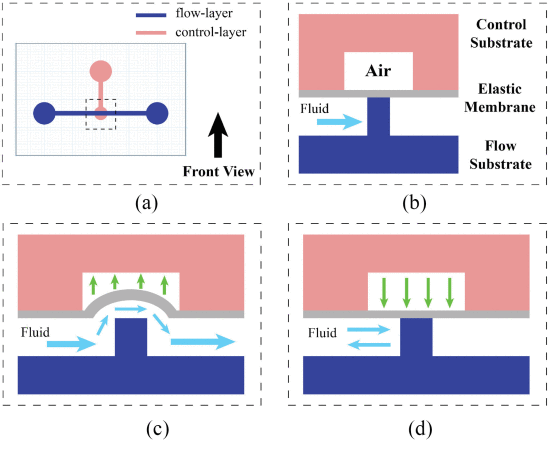 flow-layer
control-layer
Front View
(a)
Control
Substrate
Air
Elastic
Membrane
Fluid
Flow
Substrate
(b)
Fluid
(c)
Fluid
(d)